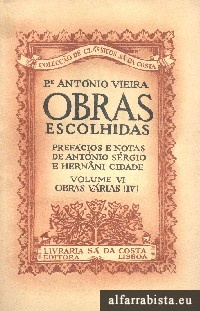 COLECÇÃO DE CLÁSSICOS SÁ DA COSTA
PE ANTÓNIO VIEIRA
OBRAS
ESCOLHIDAS
PREFÁCIOS E NOTAS
DE ANTÓNIO SÉRGIO
E HERNÂNI CIDADE
VOLUME VI
OBRAS VÁRIAS (IV)
LIVRARIA SÁ DA COSTA
EDITORA LISBOA
alfarrabista.eu